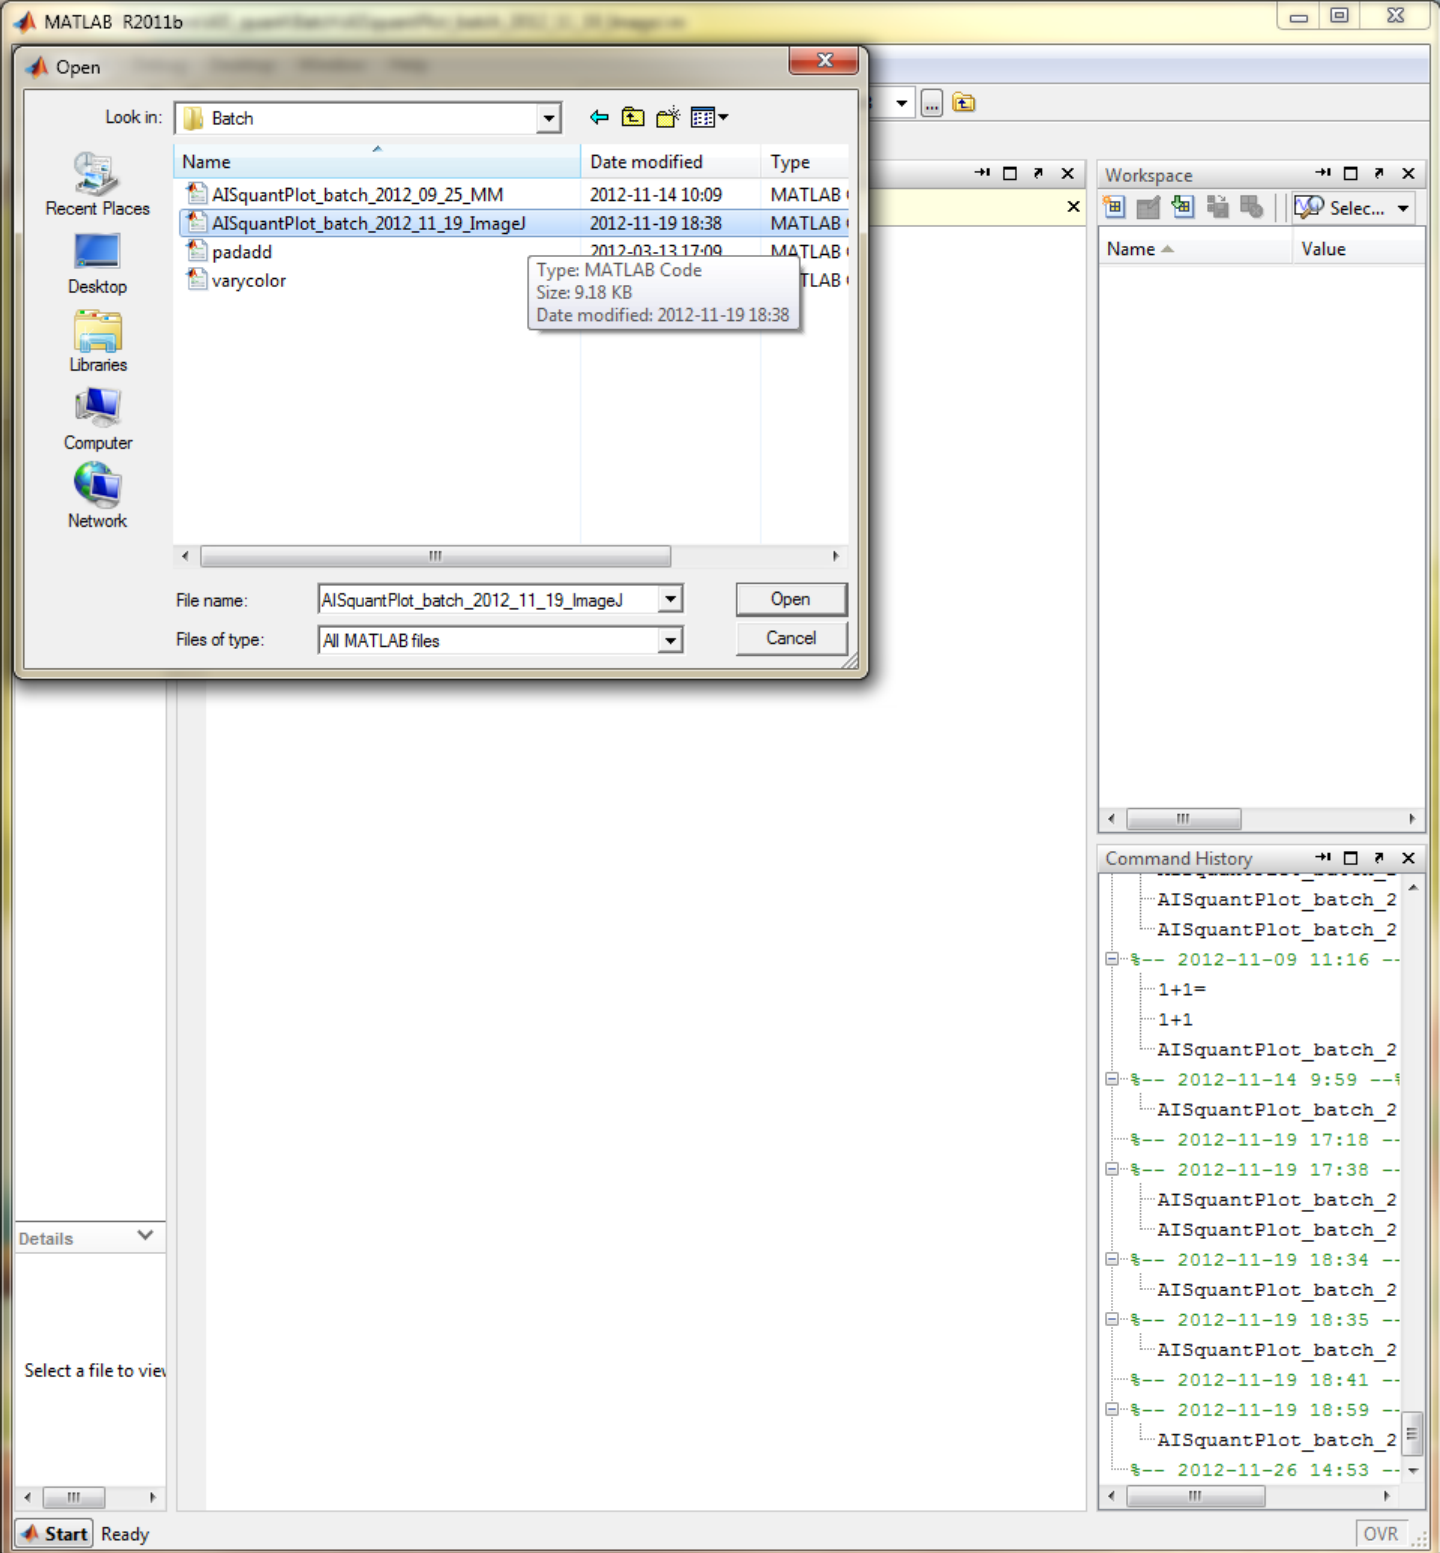 MATLAB R2011b
Open
Look in: Batch
Name Date modified Type
AISquantPlot_batch_2012_09_25_MM 2012-11-14 10:09 MATLAB
AISquantPlot_batch_2012_11_19_ImageJ 2012-11-19 18:38 MATLAB
padadd 2012-03-13 17:09 MATLAB
varycolor TLAB
Type: MATLAB Code
Size: 9.18 KB
Date modified: 2012-11-19 18:38
Recent Places
Desktop
Libraries
Computer
Network
File name: AISquantPlot_batch_2012_11_19_ImageJ Open
Files of type: All MATLAB files Cancel
...
Workspace
Selec...
Name Value
Command History
AISquantPlot_batch_2
AISquantPlot_batch_2
%-- 2012-11-09 11:16 --
1+1=
1+1
AISquantPlot_batch_2
%-- 2012-11-14 9:59 --%
AISquantPlot_batch_2
%-- 2012-11-19 17:18 --
%-- 2012-11-19 17:38 --
AISquantPlot_batch_2
AISquantPlot_batch_2
%-- 2012-11-19 18:34 --
AISquantPlot_batch_2
%-- 2012-11-19 18:35 --
AISquantPlot_batch_2
%-- 2012-11-19 18:41 --
%-- 2012-11-19 18:59 --
AISquantPlot_batch_2
%-- 2012-11-26 14:53 --
Details
Select a file to view
Start Ready
OVR